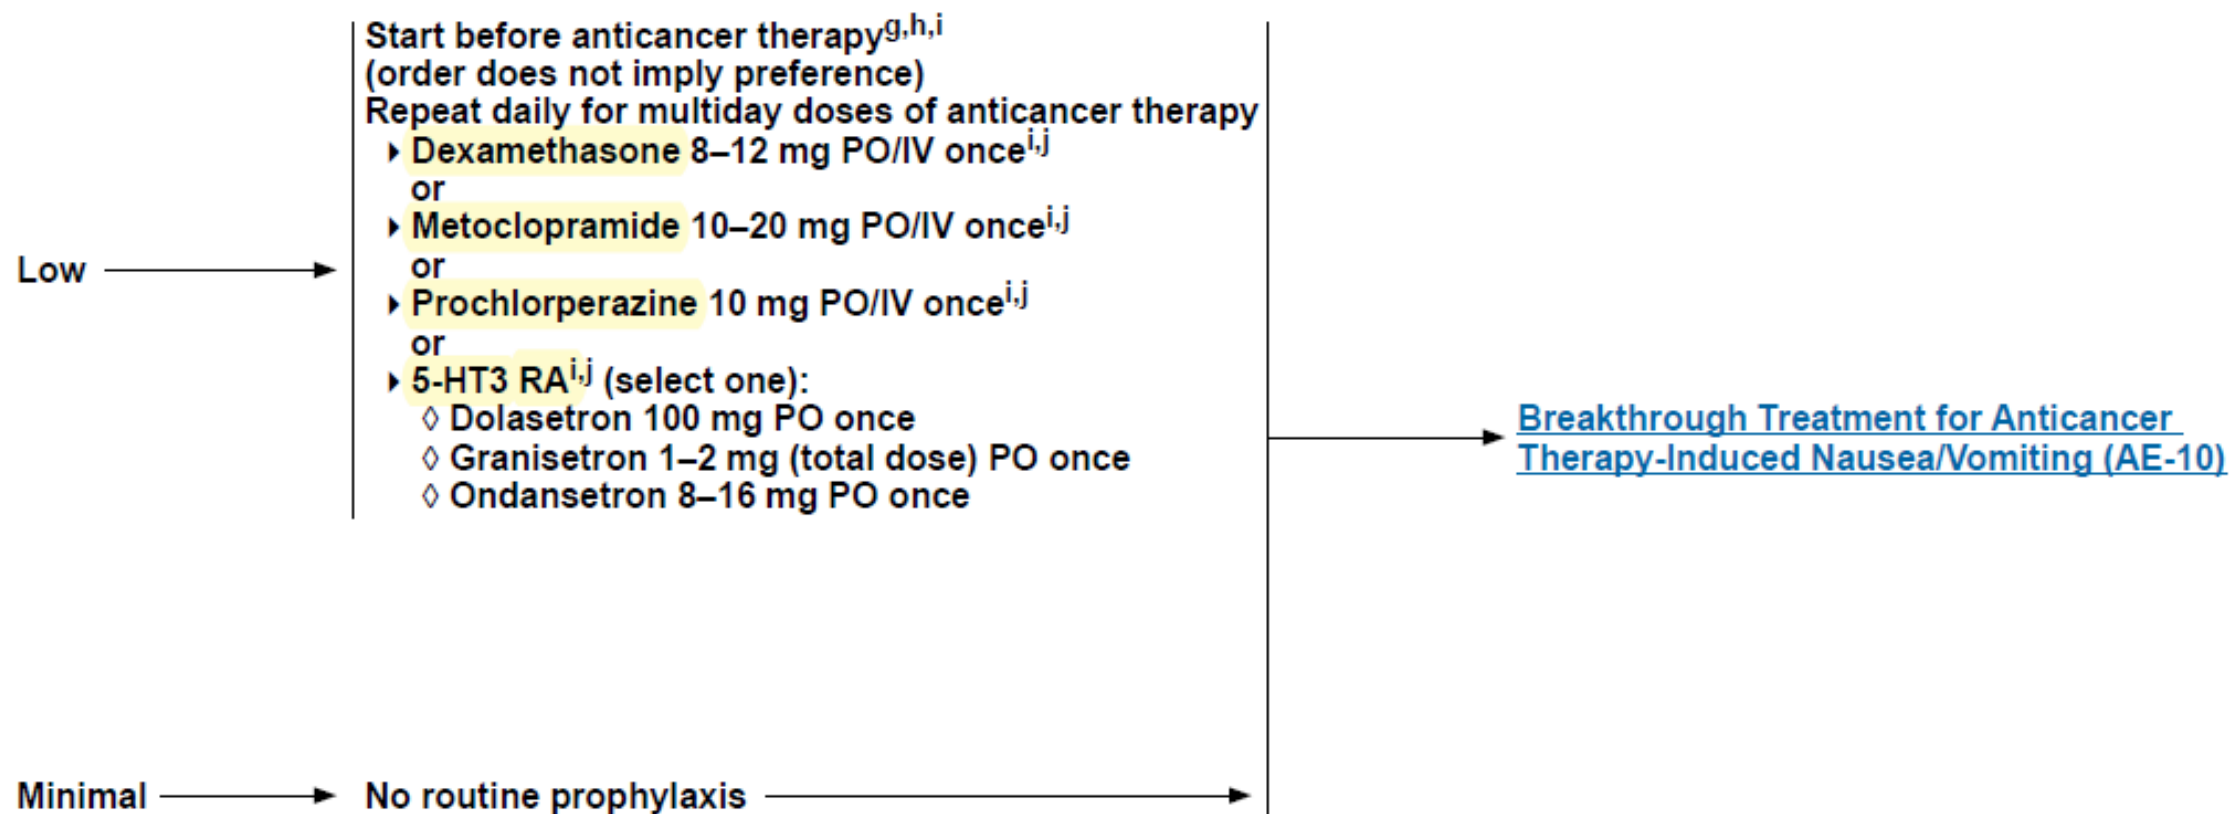 Low
Start before anticancer therapyg,h,i
(order does not imply preference)
Repeat daily for multiday doses of anticancer therapy
Dexamethasone 8–12 mg PO/IV oncei,j
or
Metoclopramide 10–20 mg PO/IV oncei,j
or
Prochlorperazine 10 mg PO/IV oncei,j
or
5-HT3 RAi,j (select one):
◊ Dolasetron 100 mg PO once
◊ Granisetron 1–2 mg (total dose) PO once
◊ Ondansetron 8–16 mg PO once
Breakthrough Treatment for Anticancer
Therapy-Induced Nausea/Vomiting (AE-10)
Minimal
No routine prophylaxis